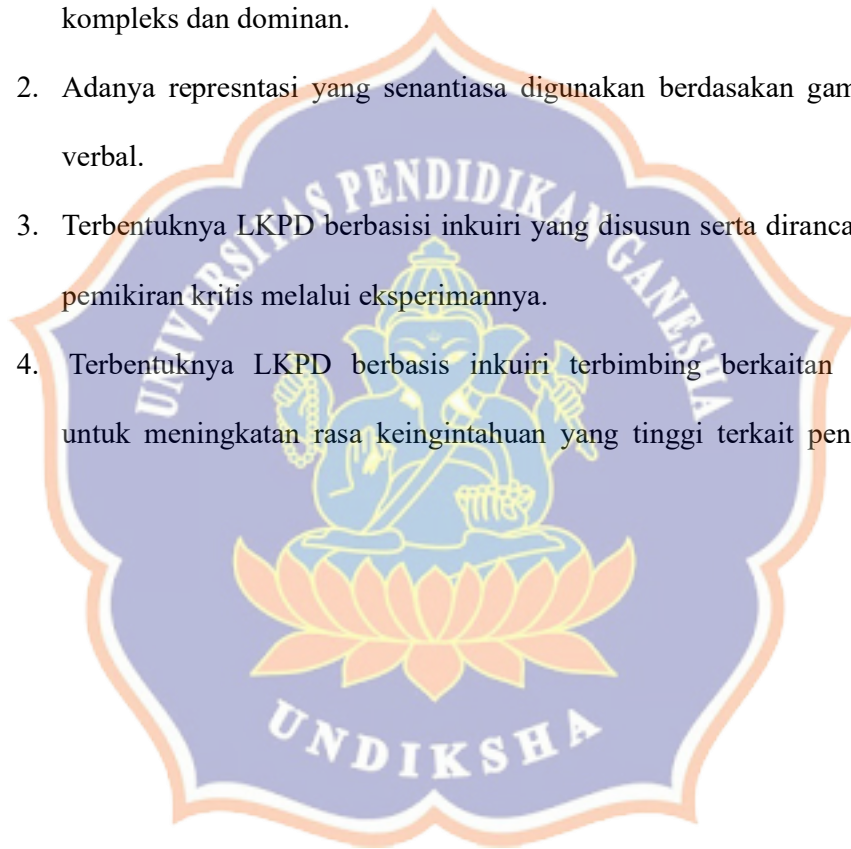 kompleks dan dominan.
2. Adanya represntasi yang senantiasa digunakan berdasakan gam
verbal.
3. Terbentuknya LKPD berbasisi inkuiri yang disusun serta diranca
pemikiran kritis melalui eksperimannya.
4. Terbentuknya LKPD berbasis inkuiri terbimbing berkaitan
untuk meningkatan rasa keingintahuan yang tinggi terkait pen
UNIVERSITAS PENDIDIKAN GANESHA
UNDIKSHA